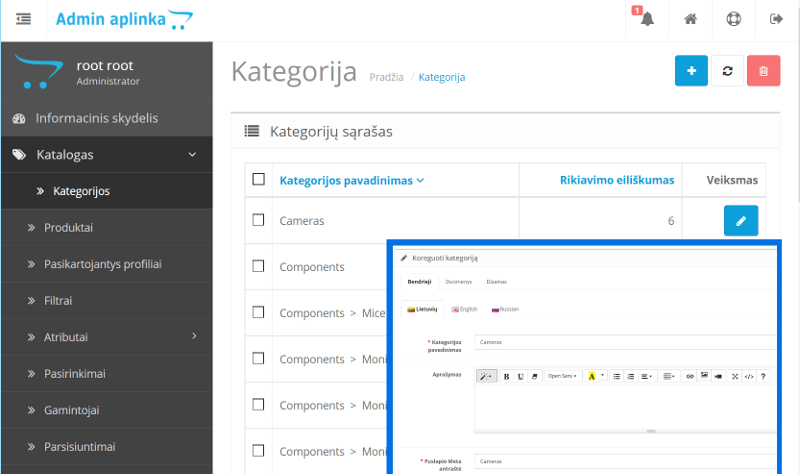 Admin aplinka
1
root root
Administrator
Informacinis skydelis
Katalogas
Kategorijos
Produktai
Pasikartojantys profiliai
Filtrai
Atributai
Pasirinkimai
Gamintojai
Parsisiuntimai
Kategorija
Pradžia / Kategorija
Kategorijų sąrašas
Kategorijos pavadinimas Rikiavimo eiliškumas Veiksmas
Cameras 6
Components
Components > Mice
Components > Moni
Components > Moni
Components > Moni
Koreguoti kategoriją
Bendrieji Duomenys Dizainas
Lietuvių English Russian
* Kategorijos pavadinimas Cameras
Aprašymas
B U Open Sans A </> ?
* Puslapio Meta antraštė Cameras